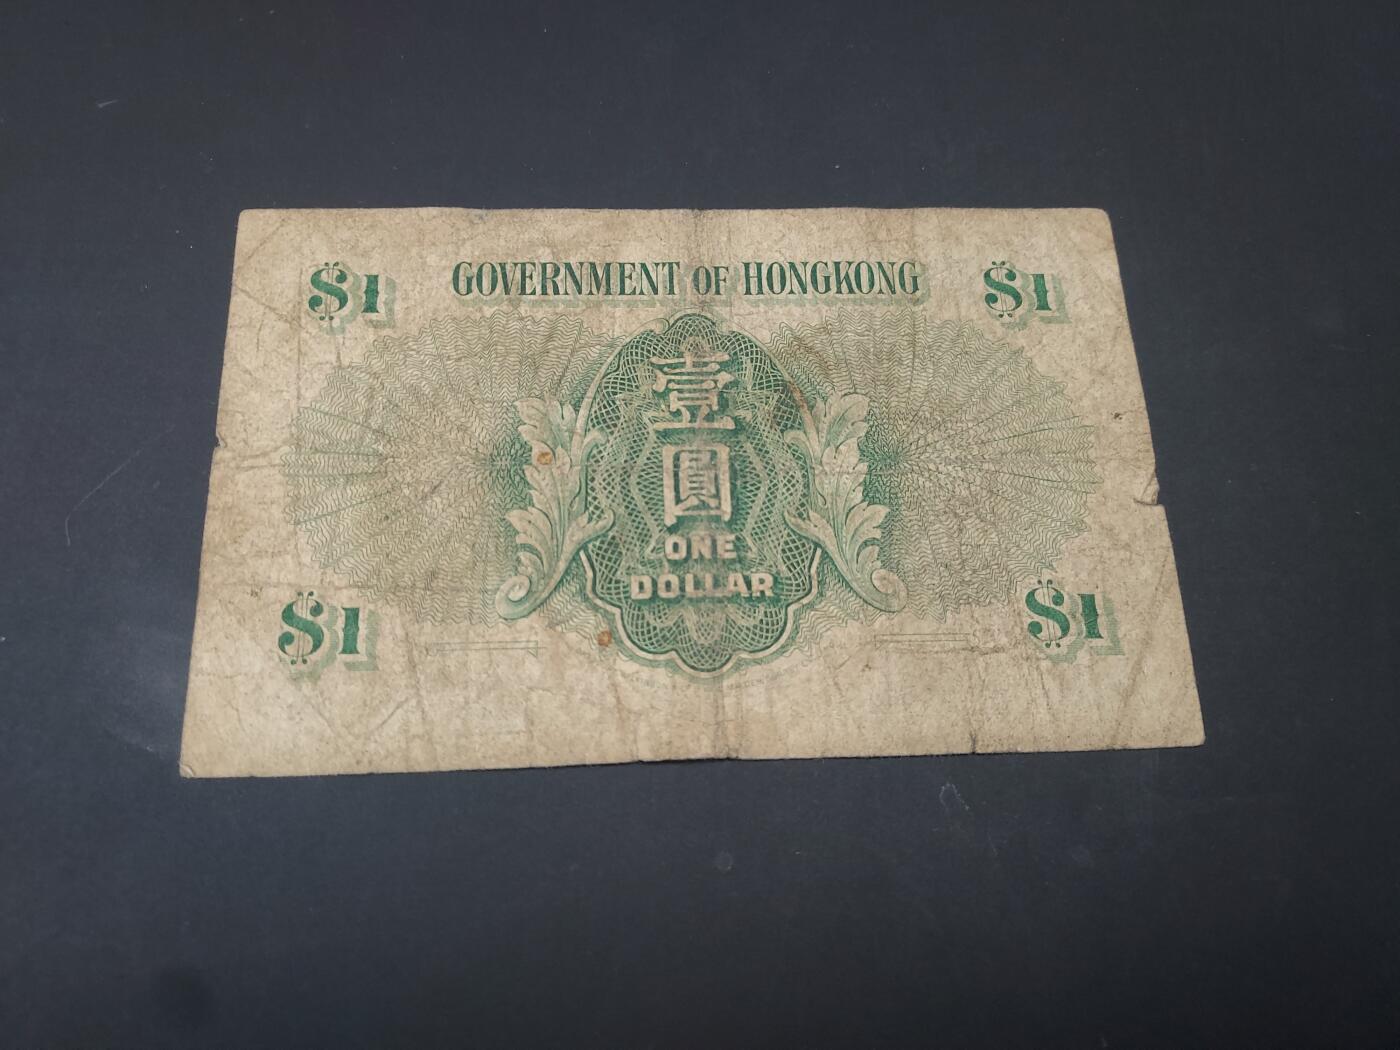 $1 GOVERNMENT OF HONGKONG $1
壹
圓
ONE
DOLLAR
$1 $1